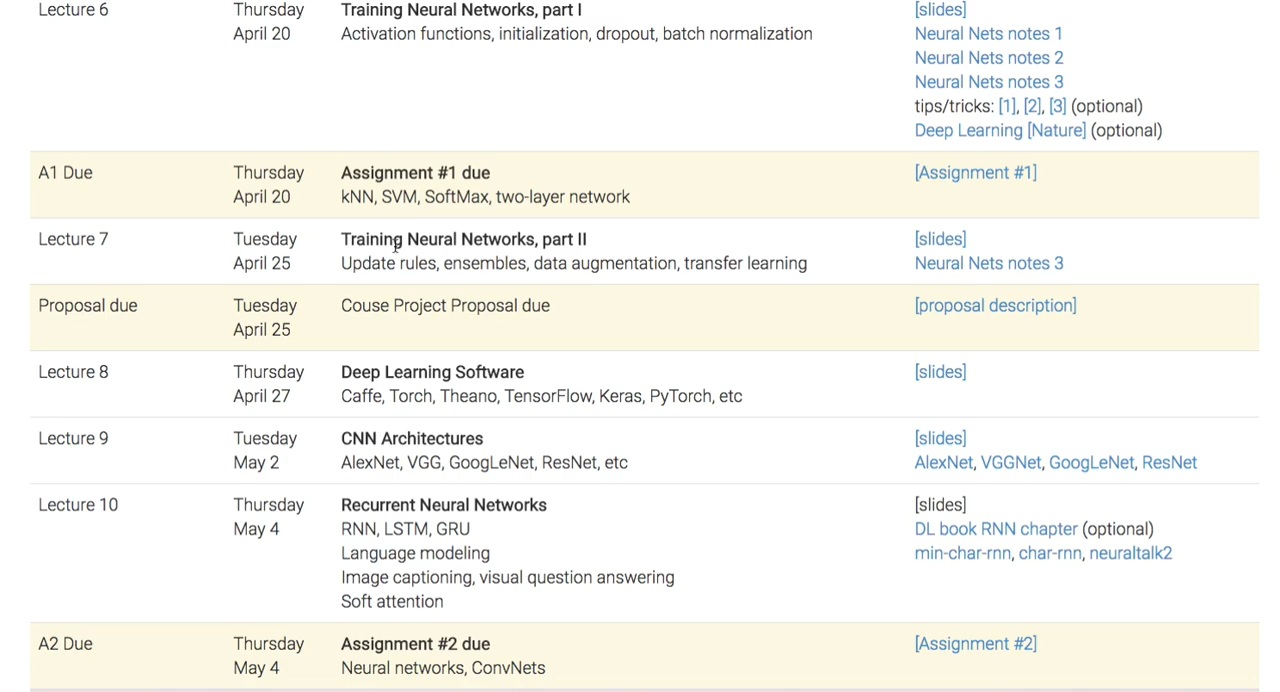 Lecture 6 Thursday Training Neural Networks, part I [slides]
April 20 Activation functions, initialization, dropout, batch normalization Neural Nets notes 1
Neural Nets notes 2
Neural Nets notes 3
tips/tricks: [1], [2], [3] (optional)
Deep Learning [Nature] (optional)
A1 Due Thursday Assignment #1 due [Assignment #1]
April 20 kNN, SVM, SoftMax, two-layer network
Lecture 7 Tuesday Training Neural Networks, part II [slides]
April 25 Update rules, ensembles, data augmentation, transfer learning Neural Nets notes 3
Proposal due Tuesday Couse Project Proposal due [proposal description]
April 25
Lecture 8 Thursday Deep Learning Software [slides]
April 27 Caffe, Torch, Theano, TensorFlow, Keras, PyTorch, etc
Lecture 9 Tuesday CNN Architectures [slides]
May 2 AlexNet, VGG, GoogLeNet, ResNet, etc AlexNet, VGGNet, GoogLeNet, ResNet
Lecture 10 Thursday Recurrent Neural Networks [slides]
May 4 RNN, LSTM, GRU DL book RNN chapter (optional)
Language modeling min-char-rnn, char-rnn, neuraltalk2
Image captioning, visual question answering
Soft attention
A2 Due Thursday Assignment #2 due [Assignment #2]
May 4 Neural networks, ConvNets